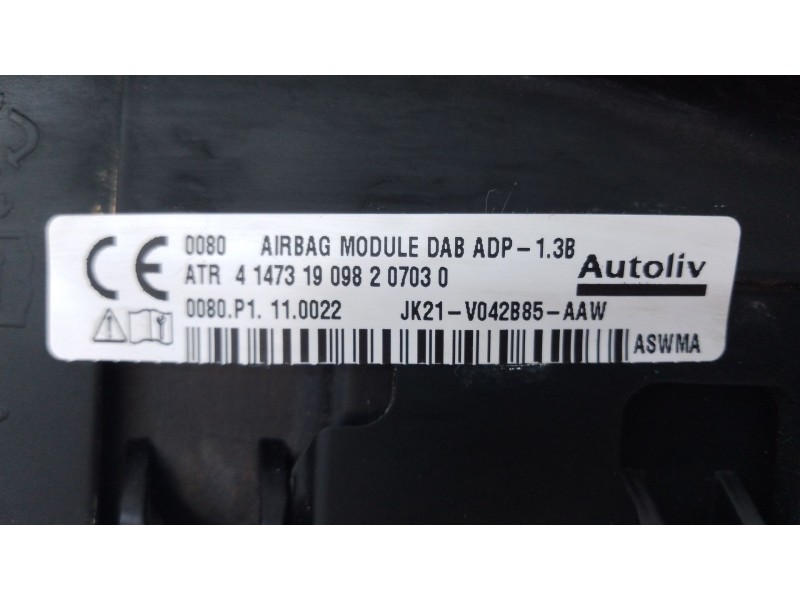 CE 0080 AIRBAG MODULE DAB ADP-1.3B Autoliv
ATR 4 1473 19 098 2 0703 0
0080.P1. 11.0022 JK21-V042B85-AAW
ASWMA